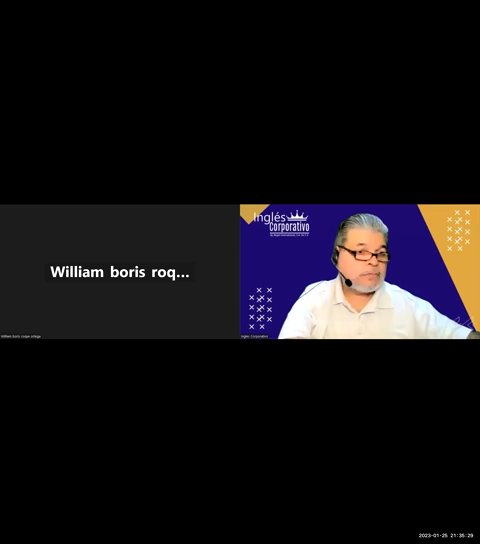 William boris roq...
William boris roque ortega
Inglés
Corporativo
Inglés Corporativo
2023-01-25 21:35:29